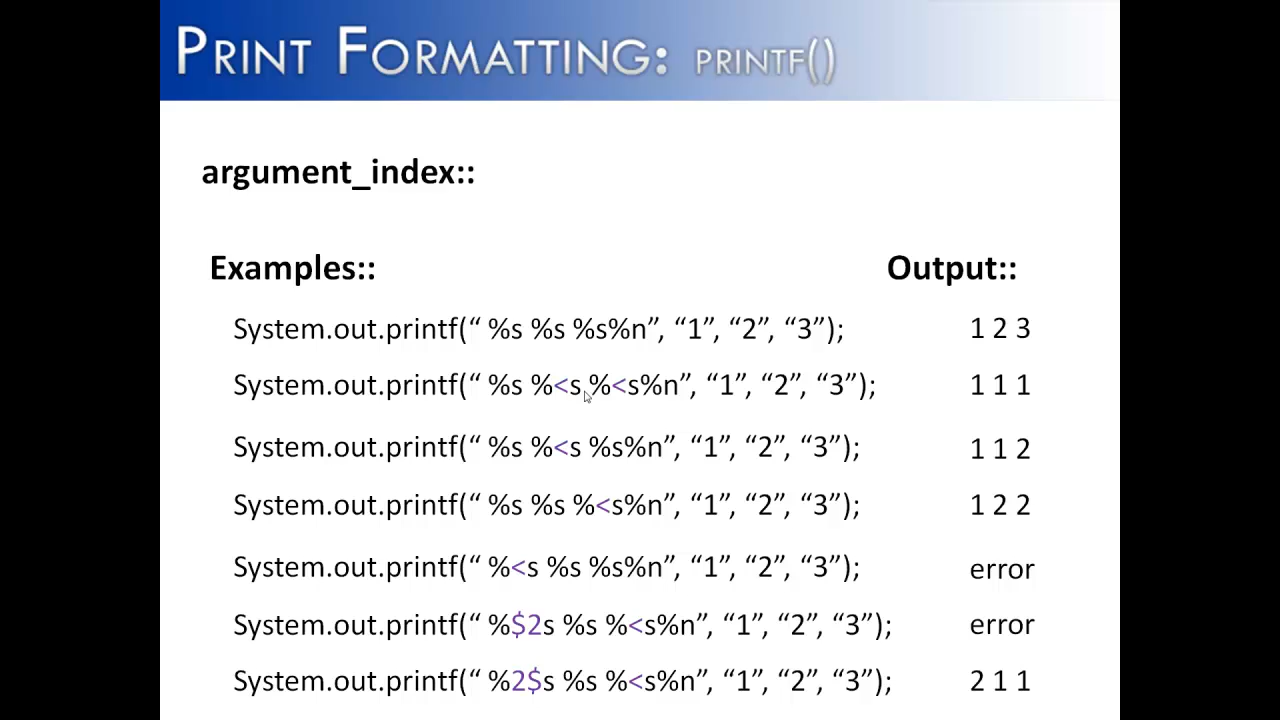 PRINT FORMATTING: PRINTF()
argument_index::
Examples:: Output::
System.out.printf(“ %s %s %s%n”, “1”, “2”, “3”); 1 2 3
System.out.printf(“ %s %<s %<s%n”, “1”, “2”, “3”); 1 1 1
System.out.printf(“ %s %<s %s%n”, “1”, “2”, “3”); 1 1 2
System.out.printf(“ %s %s %<s%n”, “1”, “2”, “3”); 1 2 2
System.out.printf(“ %<s %s %s%n”, “1”, “2”, “3”); error
System.out.printf(“ %$2s %s %<s%n”, “1”, “2”, “3”); error
System.out.printf(“ %2$s %s %<s%n”, “1”, “2”, “3”); 2 1 1